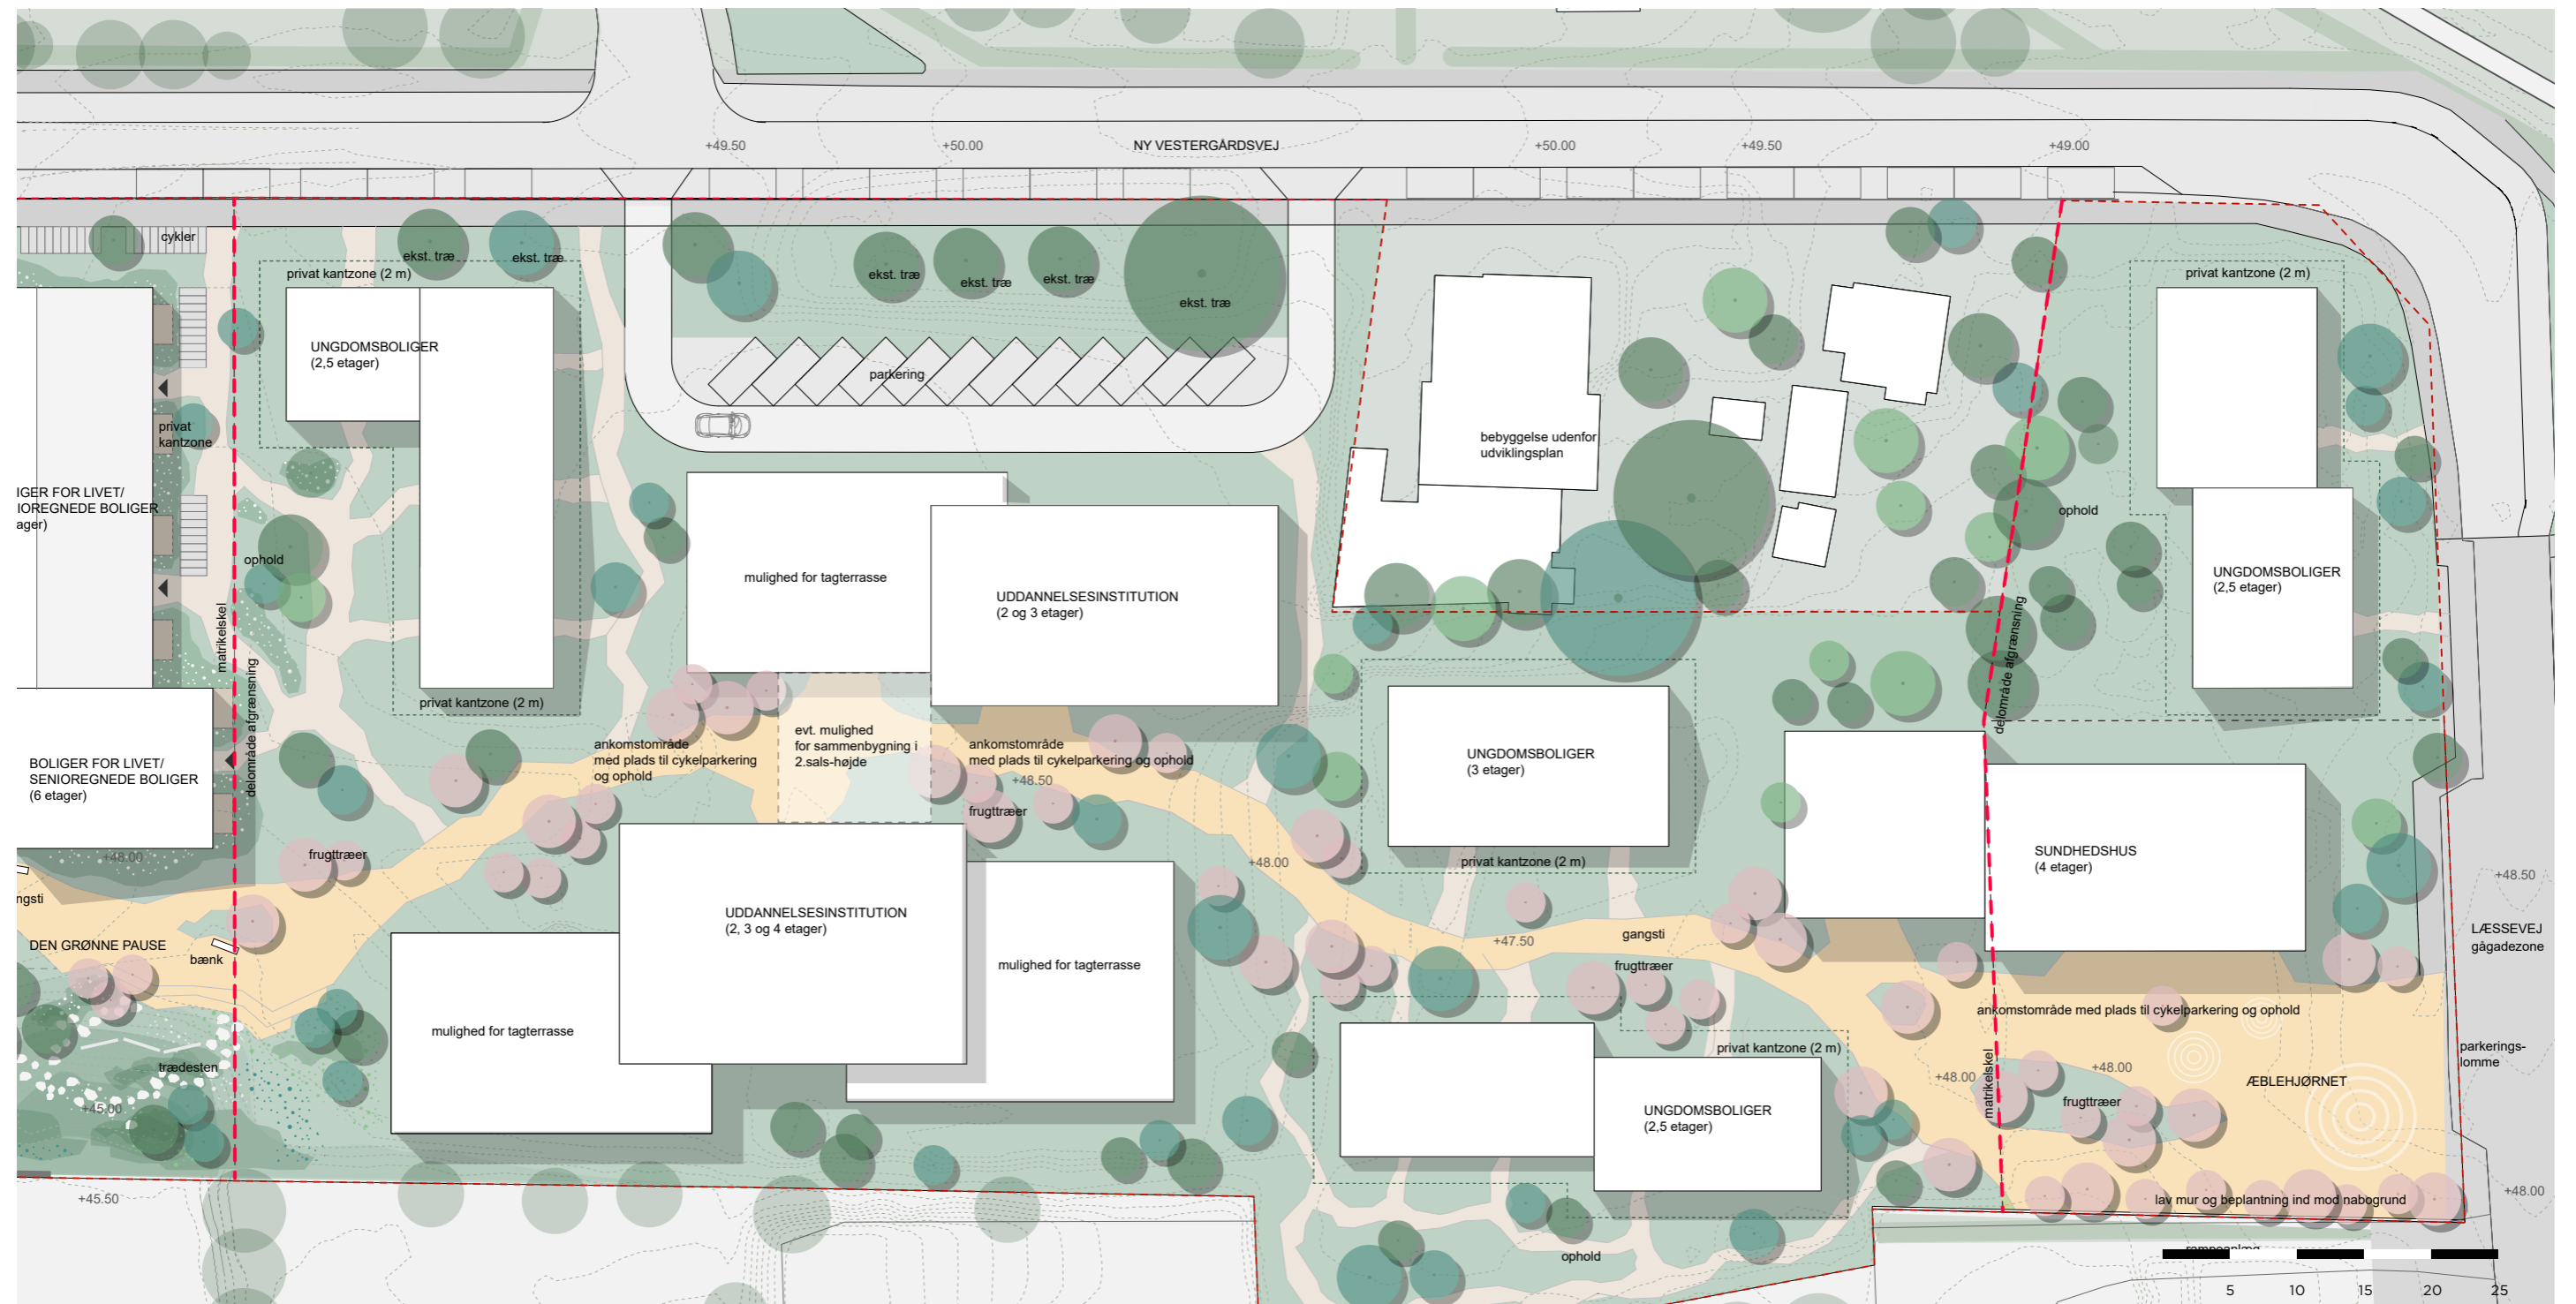 +49.50
+50.00
NY VESTERGÅRDSVEJ
+50.00
+49.50
+49.00
cykler
privat kantzone (2 m)
ekst. træ
ekst. træ
ekst. træ
ekst. træ
ekst. træ
ekst. træ
privat kantzone (2 m)
UNGDOMSBOLIGER
(2,5 etager)
parkering
privat
kantzone
bebyggelse udenfor
udviklingsplan
IGER FOR LIVET/
IOREGNEDE BOLIGER
ager)
ophold
ophold
mulighed for tagterrasse
UDDANNELSESINSTITUTION
(2 og 3 etager)
UNGDOMSBOLIGER
(2,5 etager)
matrikelskel
delområde afgrænsning
delområde afgrænsning
privat kantzone (2 m)
evt. mulighed
for sammenbygning i
2.sals-højde
ankomstområde
med plads til cykelparkering
og ophold
ankomstområde
med plads til cykelparkering og ophold
+48.50
frugttræer
UNGDOMSBOLIGER
(3 etager)
BOLIGER FOR LIVET/
SENIOREGNEDE BOLIGER
(6 etager)
+48.00
frugttræer
+48.00
privat kantzone (2 m)
SUNDHEDSHUS
(4 etager)
+48.50
ngsti
DEN GRØNNE PAUSE
bænk
UDDANNELSESINSTITUTION
(2, 3 og 4 etager)
mulighed for tagterrasse
+47.50
gangsti
frugttræer
LÆSSEVEJ
gågadezone
ankomstområde med plads til cykelparkering og ophold
mulighed for tagterrasse
privat kantzone (2 m)
parkerings-
lomme
trædesten
+48.00
matrikelskel
+48.00
ÆBLEHJØRNET
frugttræer
+45.00
UNGDOMSBOLIGER
(2,5 etager)
+45.50
lav mur og beplantning ind mod nabogrund
+48.00
ophold
5
10
15
20
25